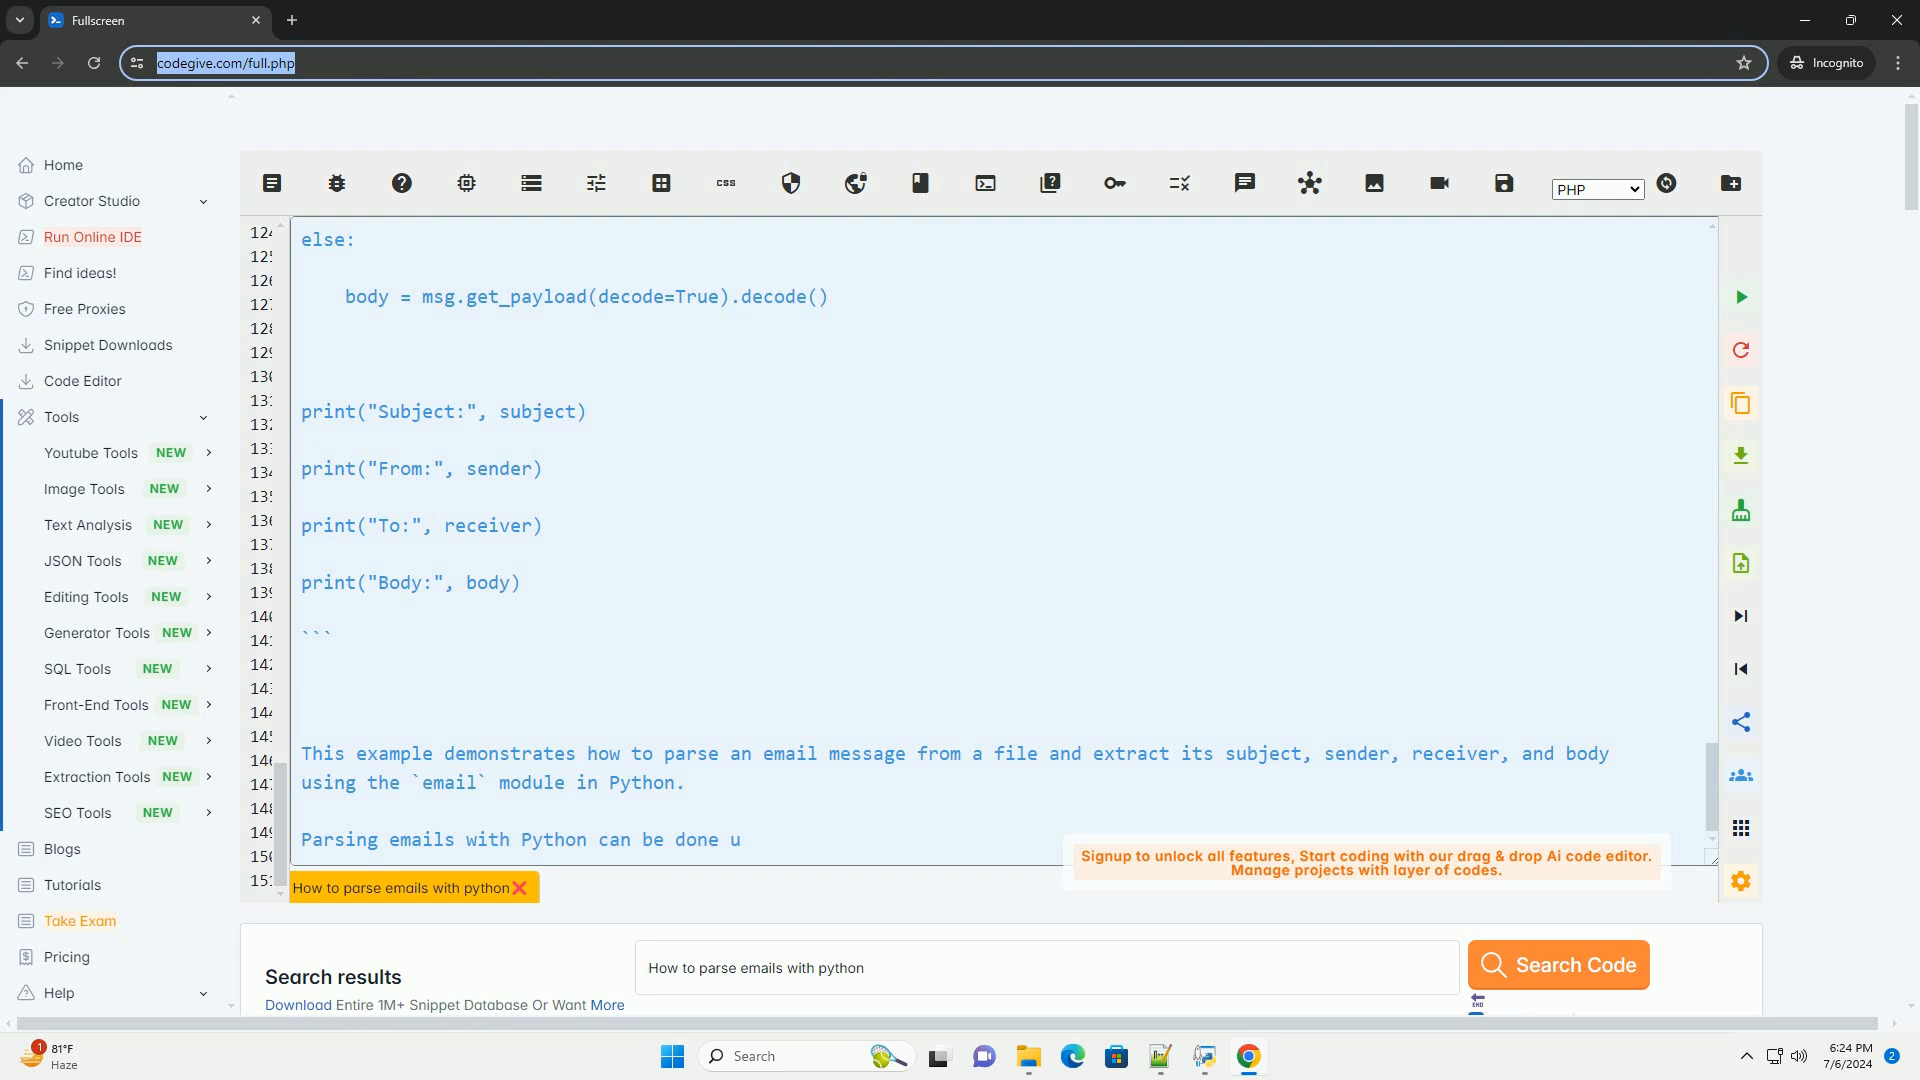 Fullscreen
codegive.com/full.php
Incognito
Home
Creator Studio
Run Online IDE
Find ideas!
Free Proxies
Snippet Downloads
Code Editor
Tools
Youtube Tools NEW
Image Tools NEW
Text Analysis NEW
JSON Tools NEW
Editing Tools NEW
Generator Tools NEW
SQL Tools NEW
Front-End Tools NEW
Video Tools NEW
Extraction Tools NEW
SEO Tools NEW
Blogs
Tutorials
Take Exam
Pricing
Help
css
PHP
else:
body = msg.get_payload(decode=True).decode()
print("Subject:", subject)
print("From:", sender)
print("To:", receiver)
print("Body:", body)
```
This example demonstrates how to parse an email message from a file and extract its subject, sender, receiver, and body
using the `email` module in Python.
Parsing emails with Python can be done u
Signup to unlock all features, Start coding with our drag & drop Ai code editor.
Manage projects with layer of codes.
How to parse emails with python
Search results
Download Entire 1M+ Snippet Database Or Want More
How to parse emails with python
Search Code
END
1
81°F
Haze
Search
6:24 PM
7/6/2024
2